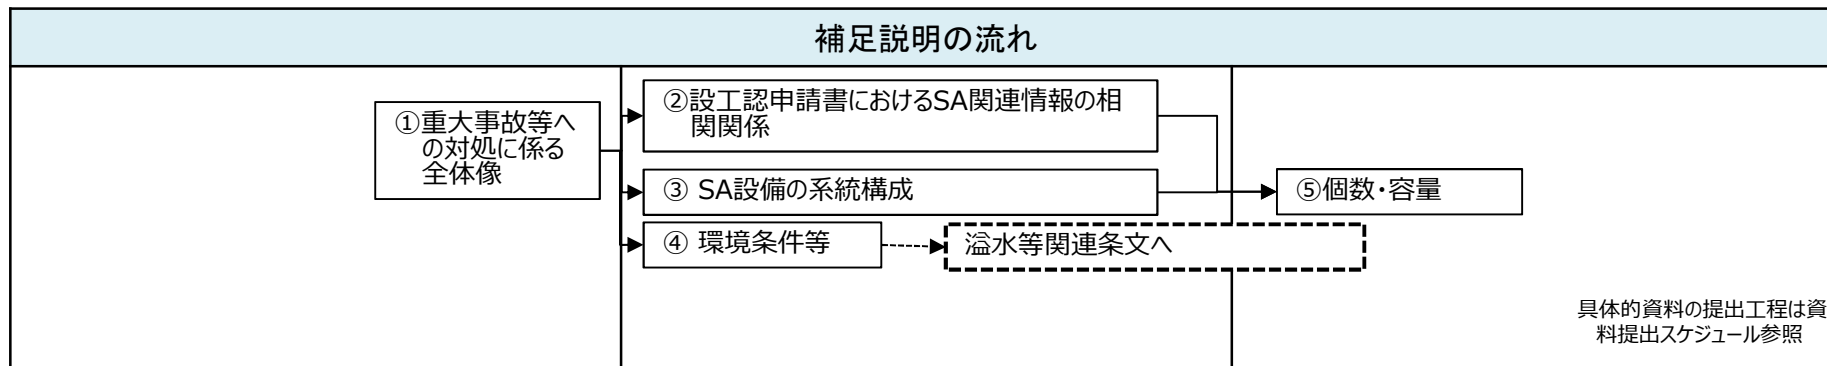 補足説明の流れ
①重大事故等へ
の対処に係る
全体像
②設工認申請書におけるSA関連情報の相
関関係
③ SA設備の系統構成
④ 環境条件等
溢水等関連条文へ
⑤個数・容量
具体的資料の提出工程は資
料提出スケジュール参照